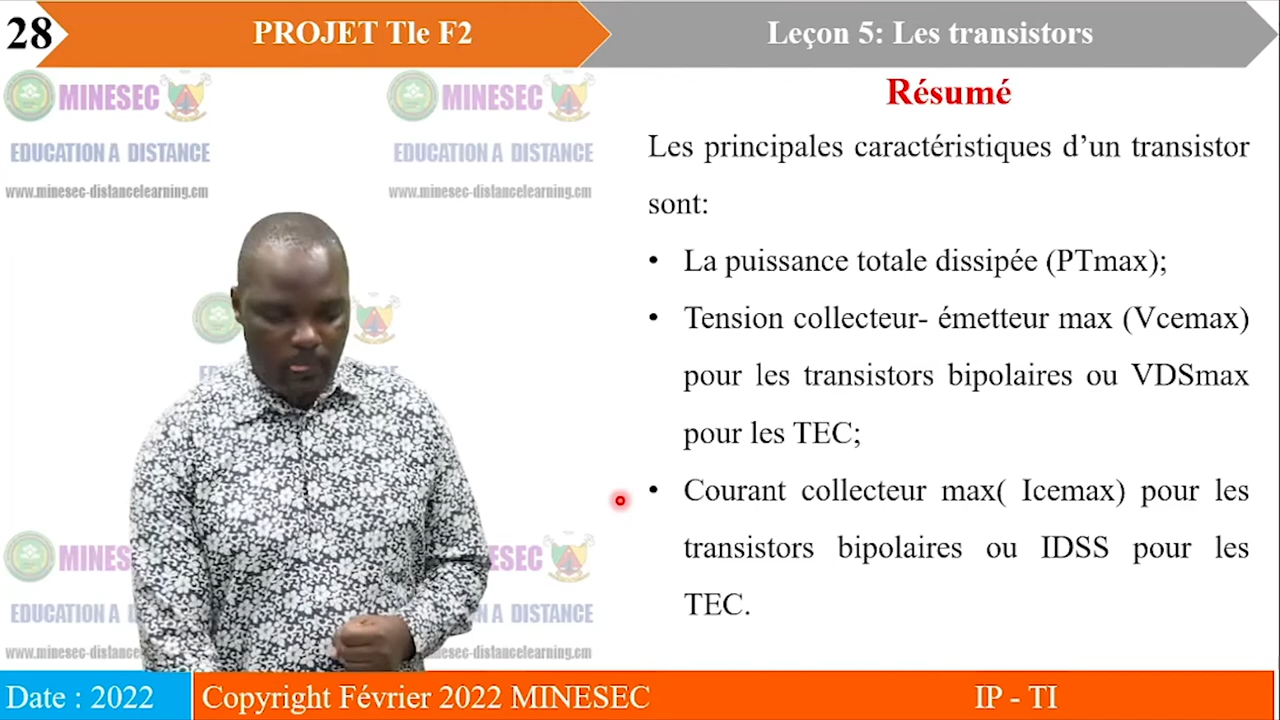 28
PROJET Tle F2
Leçon 5: Les transistors
MINESEC
MINESEC
EDUCATION A DISTANCE
EDUCATION A DISTANCE
www.minesec-distancelearning.cm
www.minesec-distancelearning.cm
Résumé
Les principales caractéristiques d’un transistor
sont:
• La puissance totale dissipée (PTmax);
• Tension collecteur- émetteur max (Vcemax)
pour les transistors bipolaires ou VDSmax
pour les TEC;
• Courant collecteur max( Icemax) pour les
transistors bipolaires ou IDSS pour les
TEC.
Date : 2022
Copyright Février 2022 MINESEC
IP - TI